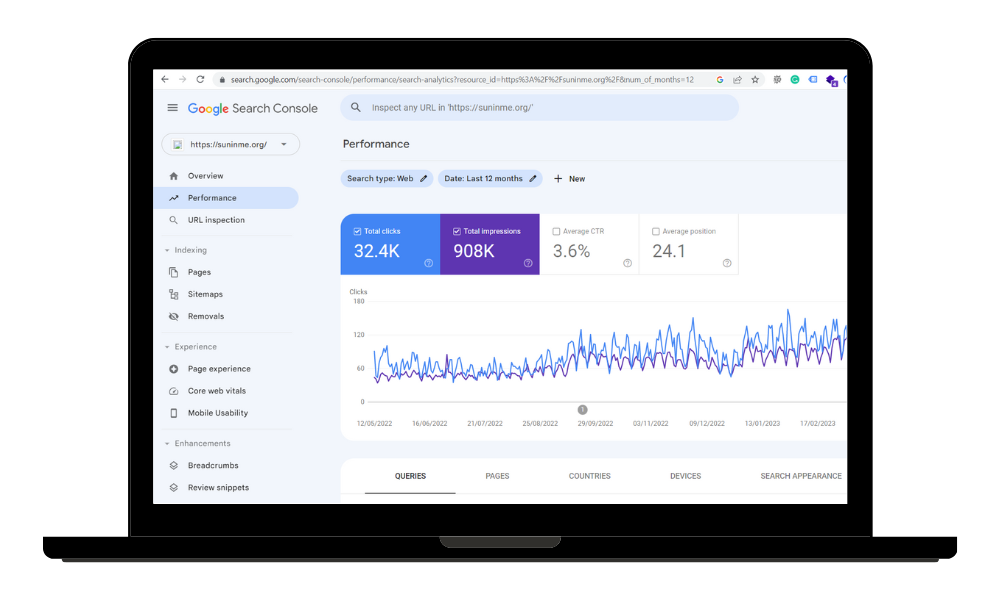 search.google.com/search-console/performance/search-analytics?resource_id=https%3A%2F%2Fsuninme.org%2F&num_of_months=12
Google Search Console
Inspect any URL in 'https://suninme.org/'
https://suninme.org/
Overview
Performance
URL inspection
Indexing
Pages
Sitemaps
Removals
Experience
Page experience
Core web vitals
Mobile Usability
Enhancements
Breadcrumbs
Review snippets
Performance
Search type: Web
Date: Last 12 months
+ New
Total clicks
32.4K
Total impressions
908K
Average CTR
3.6%
Average position
24.1
Clicks
180
120
60
0
1
12/05/2022 16/06/2022 21/07/2022 25/08/2022 29/09/2022 03/11/2022 09/12/2022 13/01/2023 17/02/2023
QUERIES PAGES COUNTRIES DEVICES SEARCH APPEARANCE